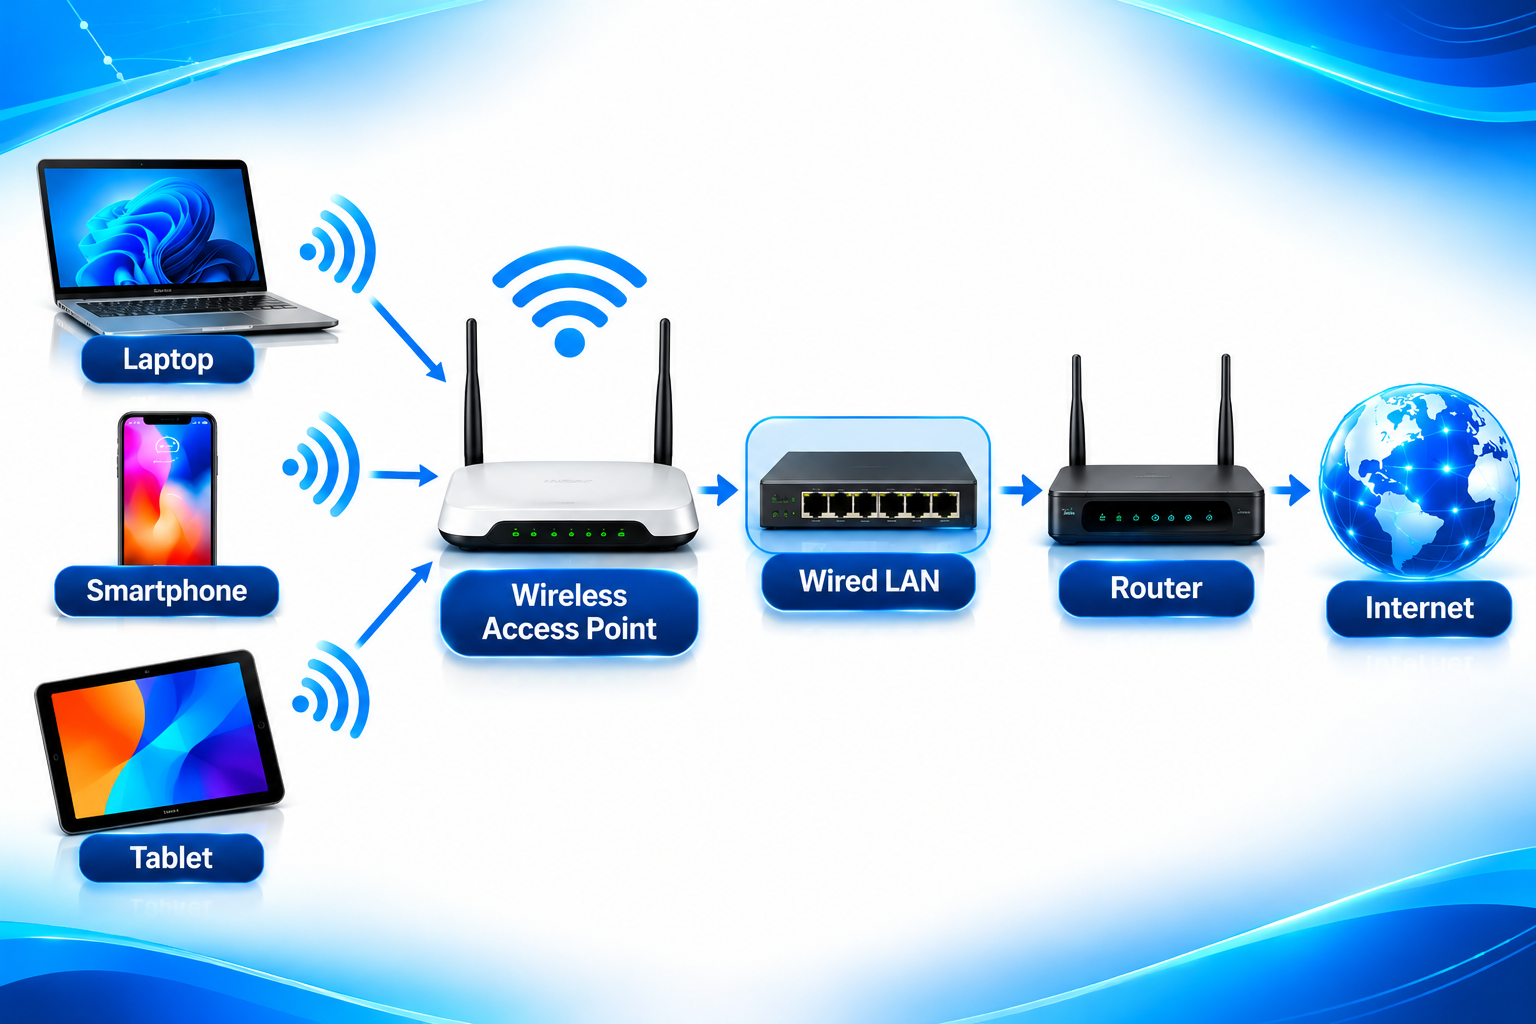 Laptop
Smartphone
Tablet
Wireless
Access Point
Wired LAN
Router
Internet